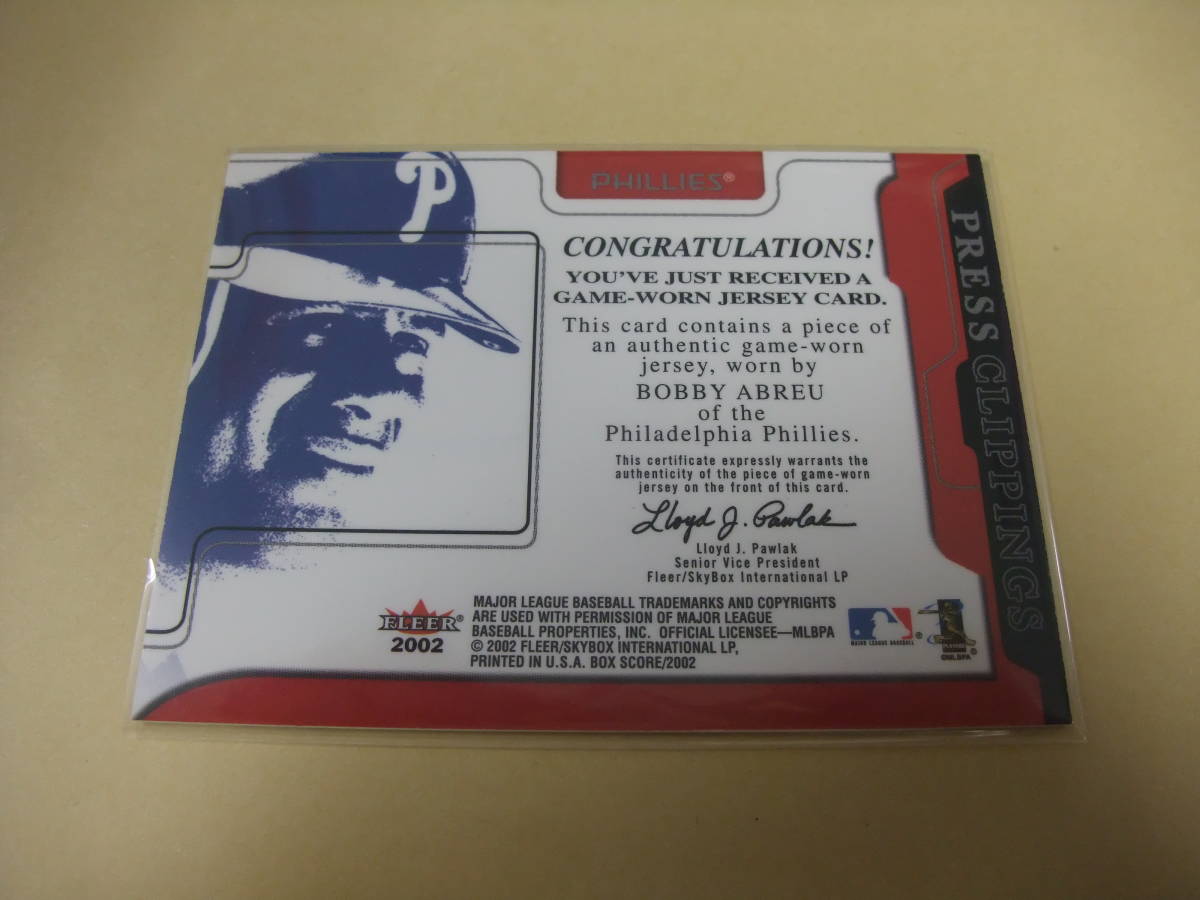 P
PHILLIES®
CONGRATULATIONS!
YOU'VE JUST RECEIVED A
GAME-WORN JERSEY CARD.
This card contains a piece of
an authentic game-worn
jersey, worn by
BOBBY ABREU
of the
Philadelphia Phillies.
This certificate expressly warrants the
authenticity of the piece of game-worn
jersey on the front of this card.
Lloyd J. Pawlak
Lloyd J. Pawlak
Senior Vice President
Fleer/SkyBox International LP
FLEER®
2002
MAJOR LEAGUE BASEBALL TRADEMARKS AND COPYRIGHTS
ARE USED WITH PERMISSION OF MAJOR LEAGUE
BASEBALL PROPERTIES, INC. OFFICIAL LICENSEE—MLBPA
© 2002 FLEER/SKYBOX INTERNATIONAL LP,
PRINTED IN U.S.A. BOX SCORE/2002
MAJOR LEAGUE BASEBALL®
©MLBPA
PRESS CLIPPINGS